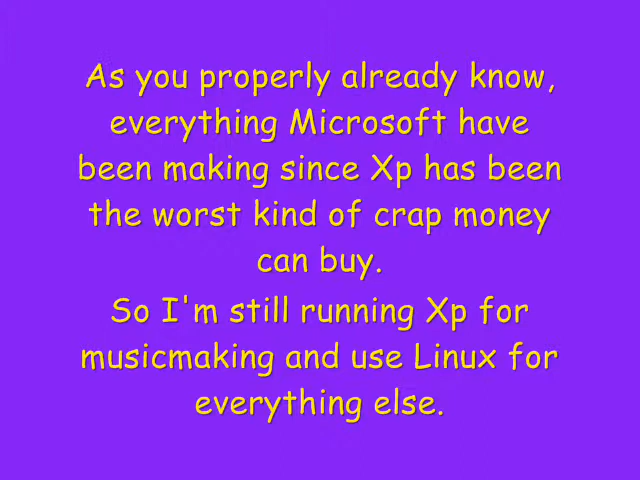 As you properly already know,
everything Microsoft have
been making since Xp has been
the worst kind of crap money
can buy.
So I'm still running Xp for
musicmaking and use Linux for
everything else.